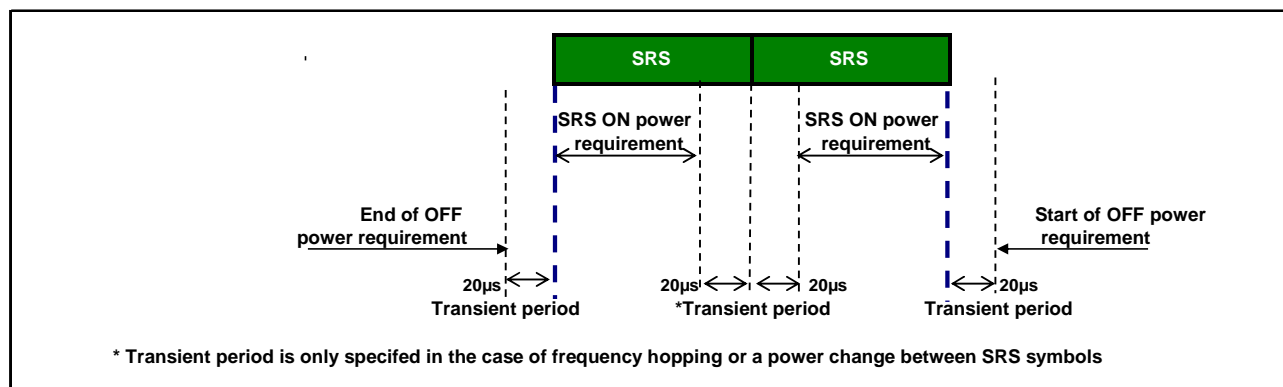 SRS SRS
SRS ON power
requirement
SRS ON power
requirement
End of OFF
power requirement
Start of OFF power
requirement
20µs 20µs 20µs 20µs
Transient period *Transient period Transient period
* Transient period is only specifed in the case of frequency hopping or a power change between SRS symbols